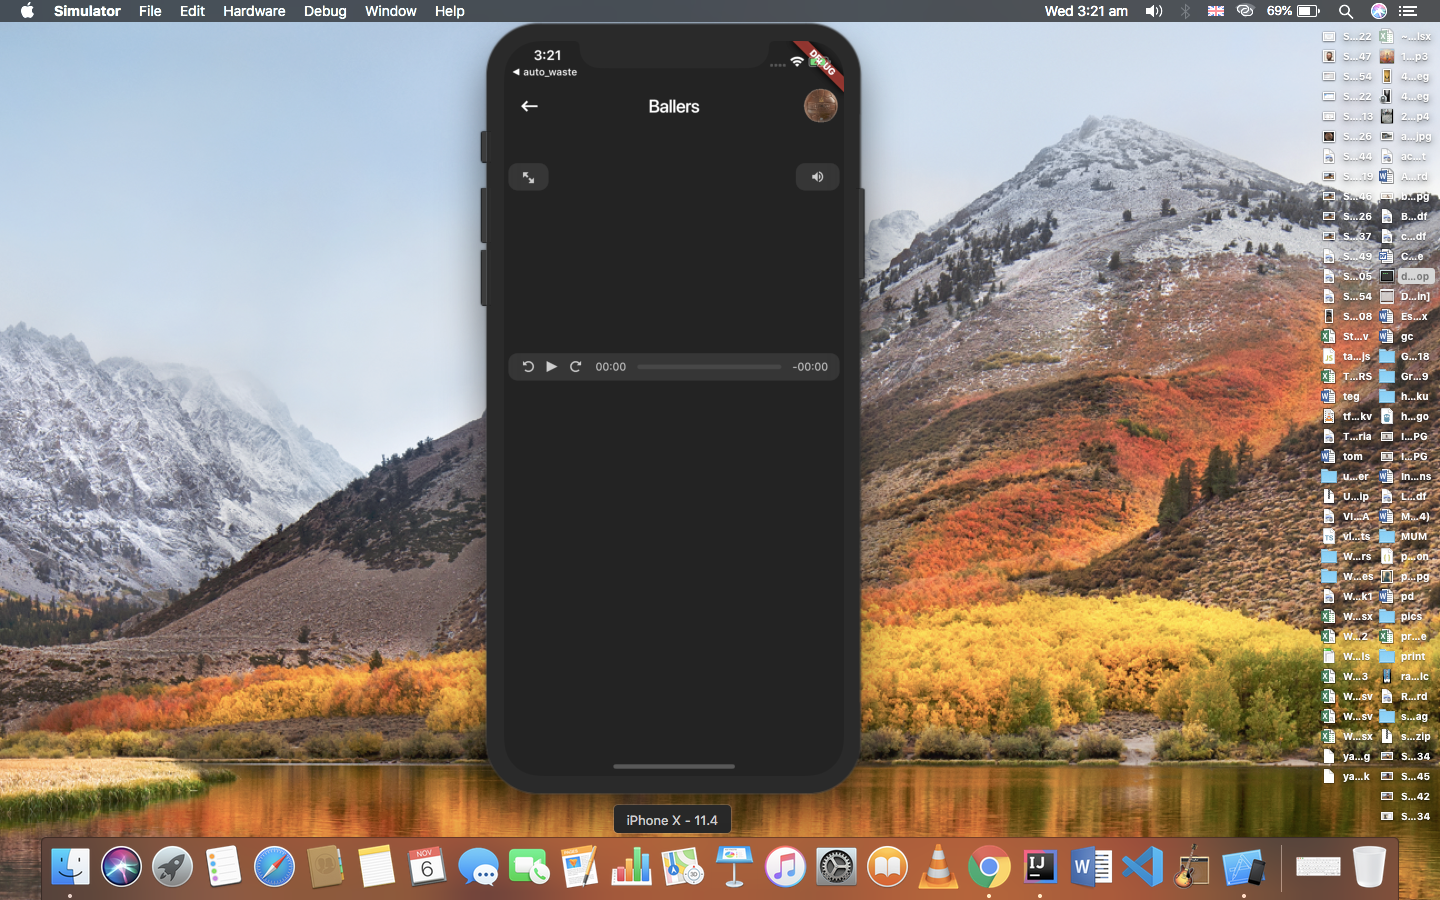 Simulator File Edit Hardware Debug Window Help
Wed 3:21 am 69%
3:21
DEBUG
◀ auto_waste
Ballers
00:00 -00:00
iPhone X - 11.4
S...22 ~...lsx
S...47 1...p3
S...54 4...eg
S...22 4...eg
S....13 2...p4
S...26 a...jpg
S...44 ac...t
S....19 A...rd
S...46 b...pg
S...26 B...df
S...37 c...df
S...49 C...e
S...05 d...op
S...54 D...in]
S...08 Es...x
St...v gc
ta...js G...18
T...RS Gr...9
teg h...ku
tf...kv h...go
T...ria I...PG
tom I...PG
u...er In...ns
U...ip L...df
VI...A M...4)
vi...ts MUM
W...rs p...on
W...es p...pg
W...k1 pd
W...sx pics
W...2 pr...e
W...ls print
W...3 ra...lc
W...sv R...rd
W...sv s...ag
W...sx s...zip
ya...g S...34
ya...k S...45
S...42
S...34
NOV
6
3D
IJ
W